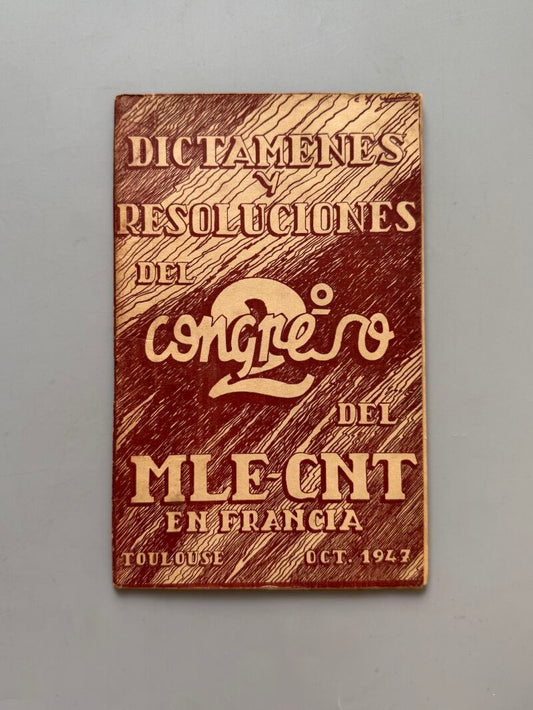 DICTAMENES
Y
RESOLUCIONES
DEL
2º
congreso
DEL
MLE-CNT
EN FRANCIA
TOULOUSE OCT. 1947